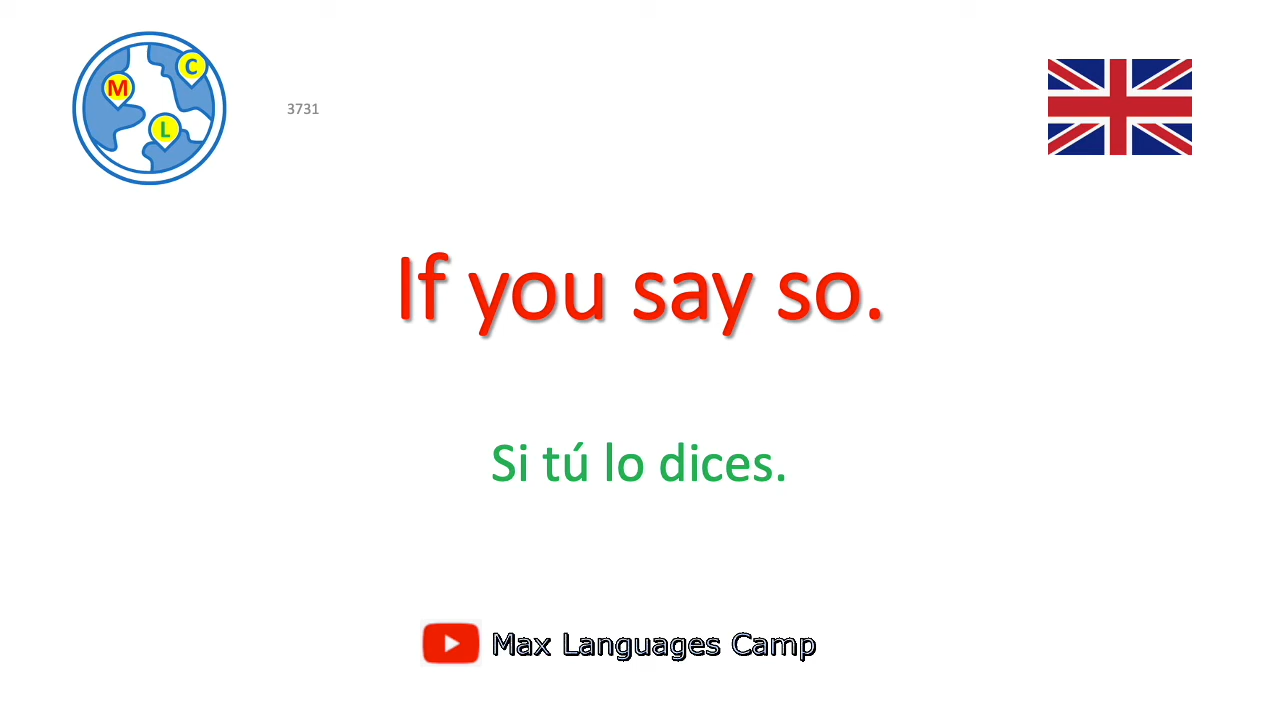 M
C
L
3731
If you say so.
Si tú lo dices.
Max Languages Camp